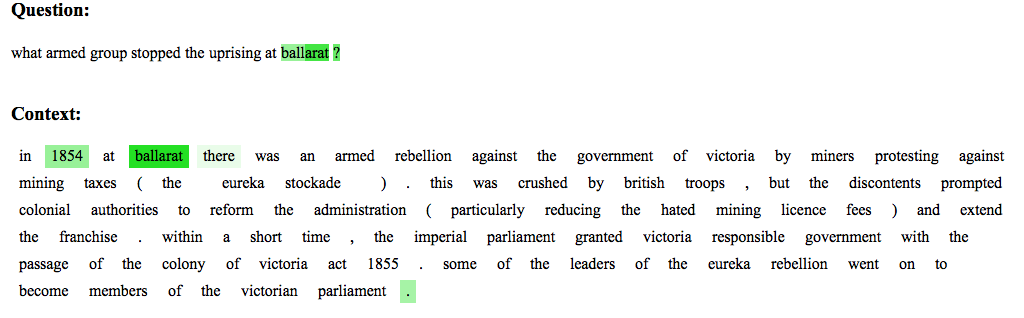 Question:
what armed group stopped the uprising at ballarat ?
Context:
in 1854 at ballarat there was an armed rebellion against the government of victoria by miners protesting against
mining taxes ( the eureka stockade ) . this was crushed by british troops , but the discontents prompted
colonial authorities to reform the administration ( particularly reducing the hated mining licence fees ) and extend
the franchise . within a short time , the imperial parliament granted victoria responsible government with the
passage of the colony of victoria act 1855 . some of the leaders of the eureka rebellion went on to
become members of the victorian parliament .